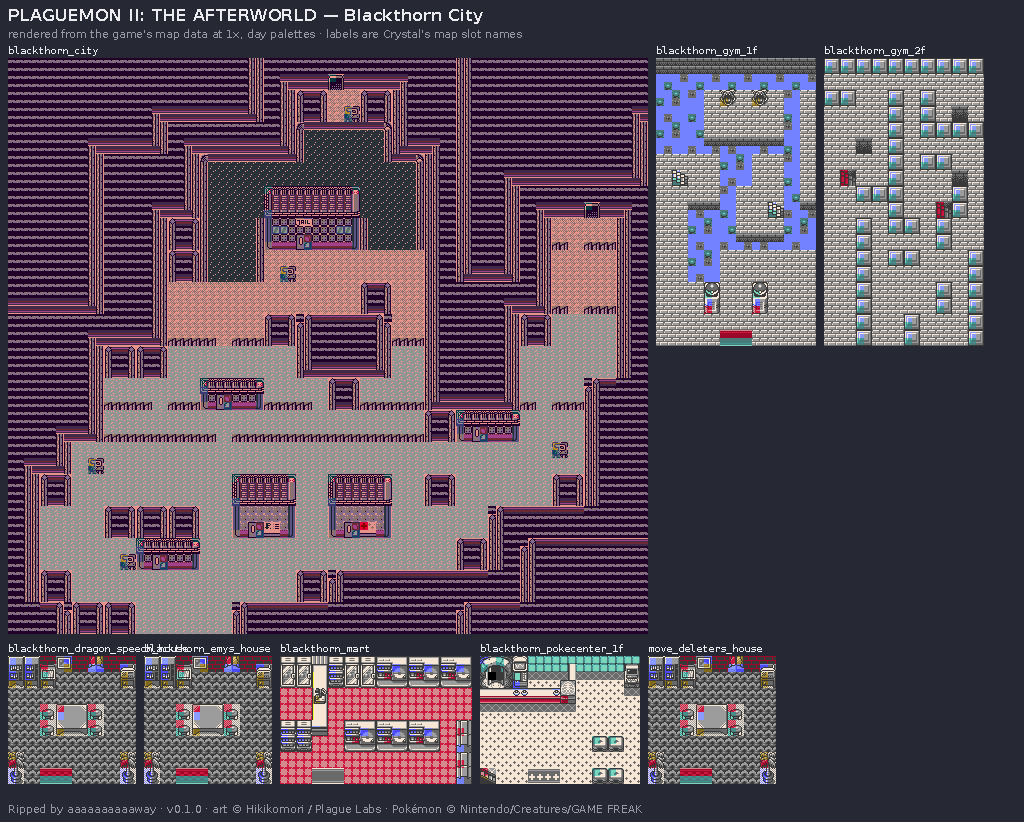 PLAGUEMON II: THE AFTERWORLD — Blackthorn City
rendered from the game's map data at 1x, day palettes · labels are Crystal's map slot names
blackthorn_city
blackthorn_gym_1f
blackthorn_gym_2f
JAIL
blackthorn_emys_house
blackthorn_mart
blackthorn_pokecenter_1f
move_deleters_house
Ripped by aaaaaaaaaaway · v0.1.0 · art © Hikikomori / Plague Labs · Pokémon © Nintendo/Creatures/GAME FREAK